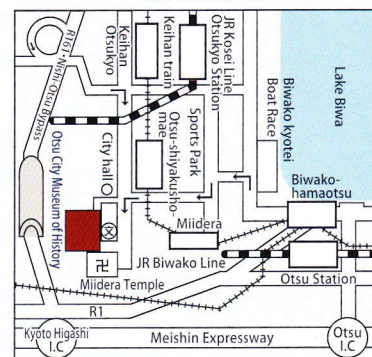 R161·Nishi-Otsu Bypass
Keihan
Otsukyo
Keihan train
JR Kosei Line
Otsukyo Station
Biwako kyotei
Boat Race
Lake Biwa
City hall
Otsu-shiyakusho-
mae
Sports Park
Otsu City Museum of History
Biwako-
hamaotsu
Miidera
卍
Miidera Temple
JR Biwako Line
Otsu Station
R1
Kyoto Higashi
I.C
Meishin Expressway
Otsu
I.C